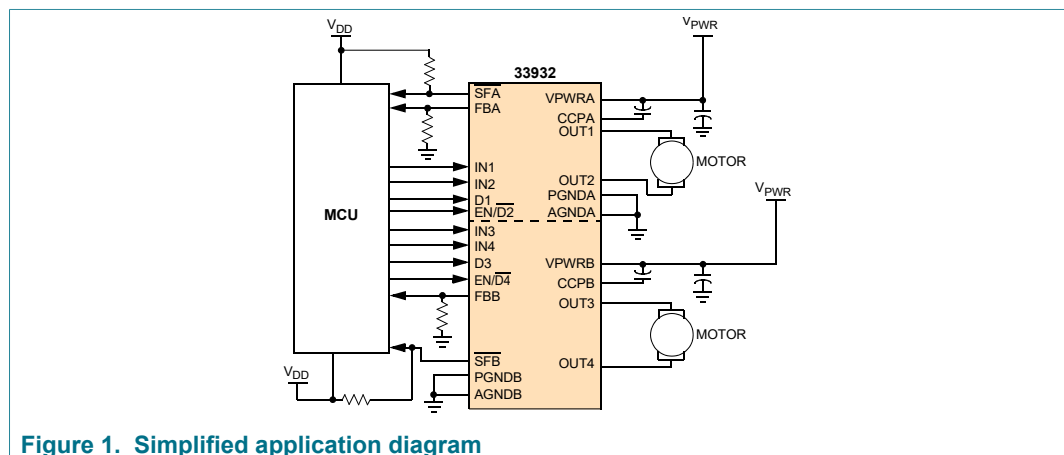 VDD
VPWR
33932
SFA
FBA
VPWRA
CCPA
OUT1
MOTOR
IN1
IN2
D1
EN/D2
OUT2
PGNDA
AGNDA
VPWR
MCU
IN3
IN4
D3
EN/D4
FBB
VPWRB
CCPB
OUT3
MOTOR
OUT4
SFB
PGNDB
AGNDB
VDD
Figure 1. Simplified application diagram